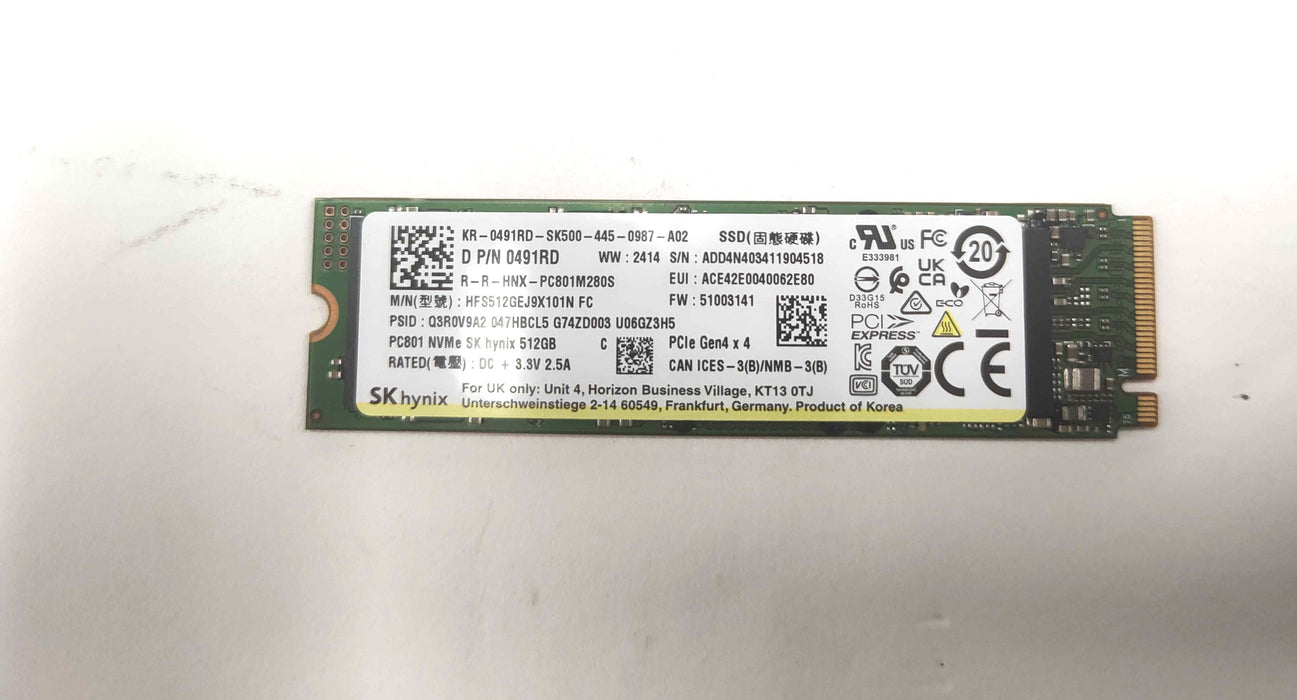 KR-0491RD-SK500-445-0987-A02 SSD(固態硬碟)
D P/N 0491RD WW : 2414 S/N : ADD4N403411904518
R-R-HNX-PC801M280S EUI : ACE42E0040062E80
M/N(型號) : HFS512GEJ9X101N FC FW : 51003141
PSID : Q3R0V9A2 047HBCL5 G74ZD003 U06GZ3H5
PC801 NVMe SK hynix 512GB C PCIe Gen4 x 4
RATED(電壓) : DC + 3.3V 2.5A CAN ICES-3(B)/NMB-3(B)
SK hynix
For UK only: Unit 4, Horizon Business Village, KT13 0TJ
Unterschweinstiege 2-14 60549, Frankfurt, Germany. Product of Korea
c RU US FC 20
E333981
UK CA
D33G15
RoHS
E-CO
PCI
EXPRESS
TÜV
SUD
VCI
CE
M